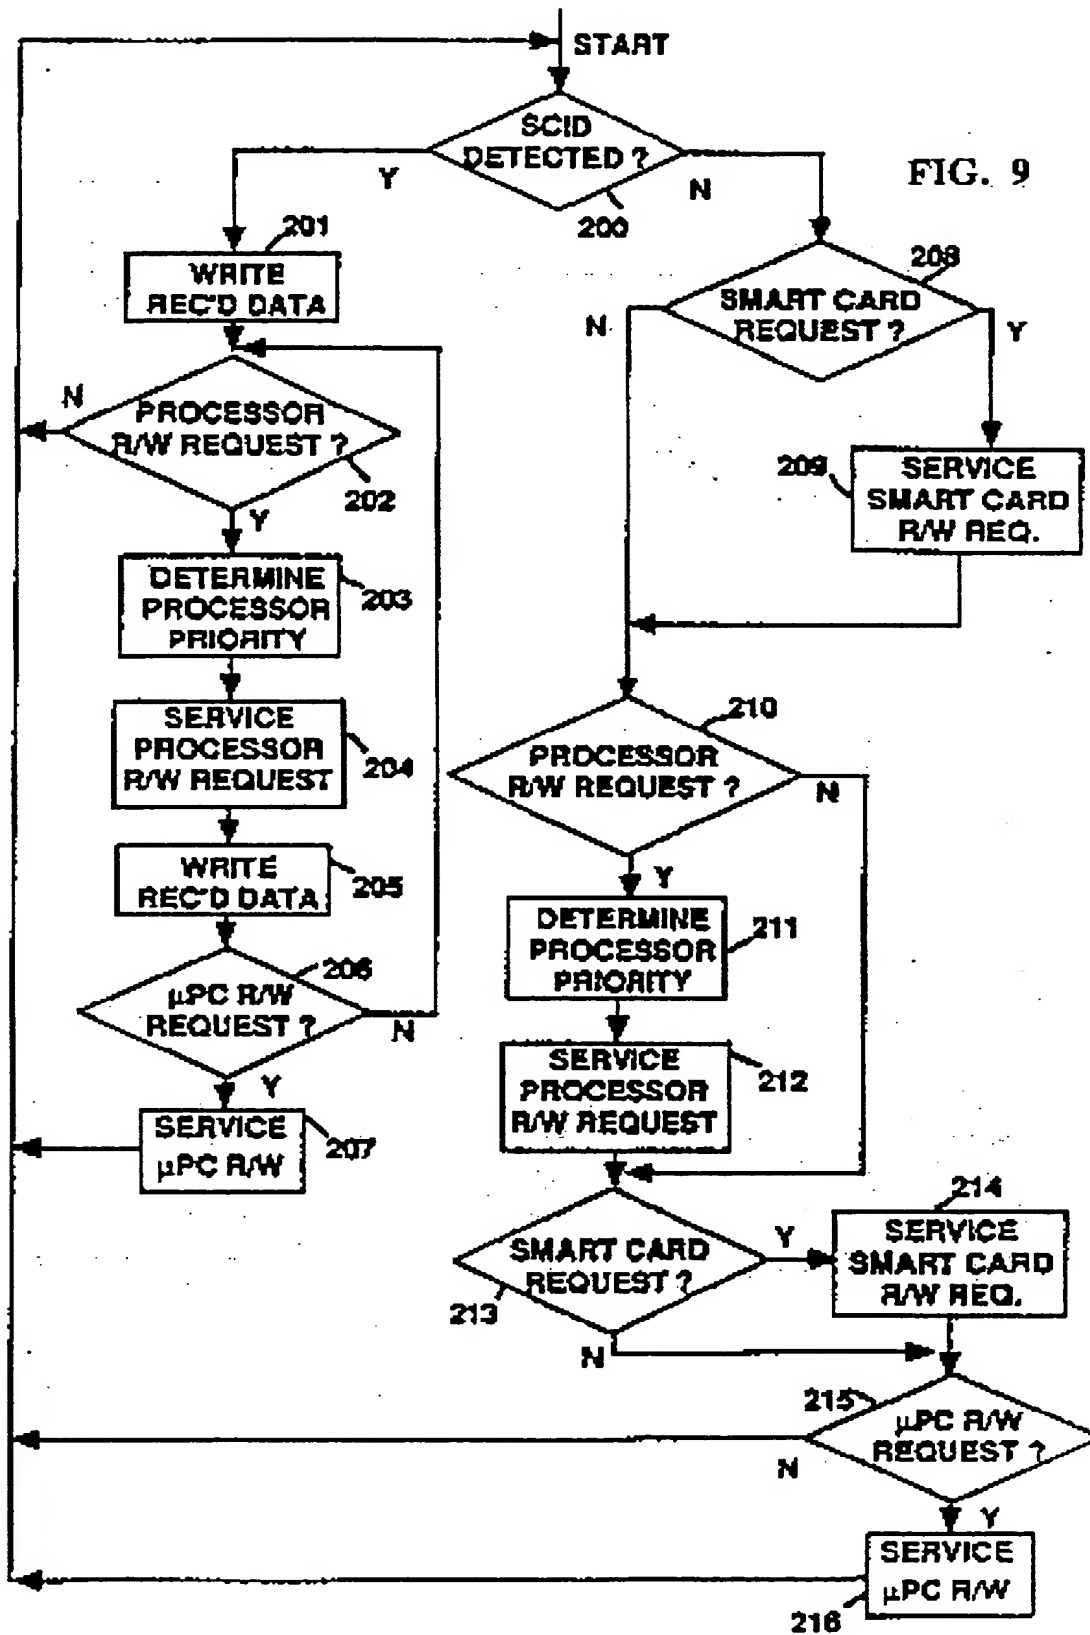 START
SCID
DETECTED ?
Y
N
200
FIG. 9
201
WRITE
REC'D DATA
208
SMART CARD
REQUEST ?
N
Y
N
PROCESSOR
R/W REQUEST ?
202
Y
209
SERVICE
SMART CARD
R/W REQ.
DETERMINE
PROCESSOR
PRIORITY
203
SERVICE
PROCESSOR
R/W REQUEST
204
210
PROCESSOR
R/W REQUEST ?
N
Y
WRITE
REC'D DATA
205
DETERMINE
PROCESSOR
PRIORITY
211
206
µPC R/W
REQUEST ?
N
Y
SERVICE
PROCESSOR
R/W REQUEST
212
SERVICE
µPC R/W
207
SMART CARD
REQUEST ?
213
Y
N
214
SERVICE
SMART CARD
R/W REQ.
215
µPC R/W
REQUEST ?
N
Y
SERVICE
µPC R/W
216